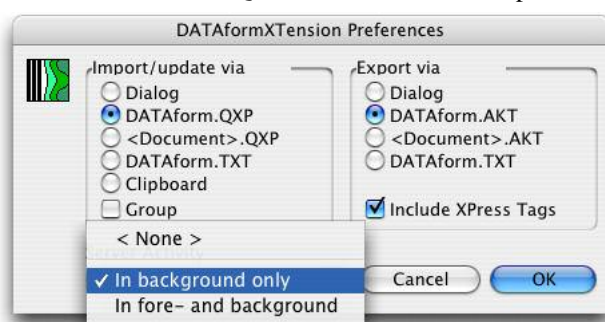 DATAformXTension Preferences
Import/update via
Dialog
DATAform.QXP
<Document>.QXP
DATAform.TXT
Clipboard
Group
Export via
Dialog
DATAform.AKT
<Document>.AKT
DATAform.TXT
Include XPress Tags
< None >
✓ In background only
In fore- and background
Cancel
OK